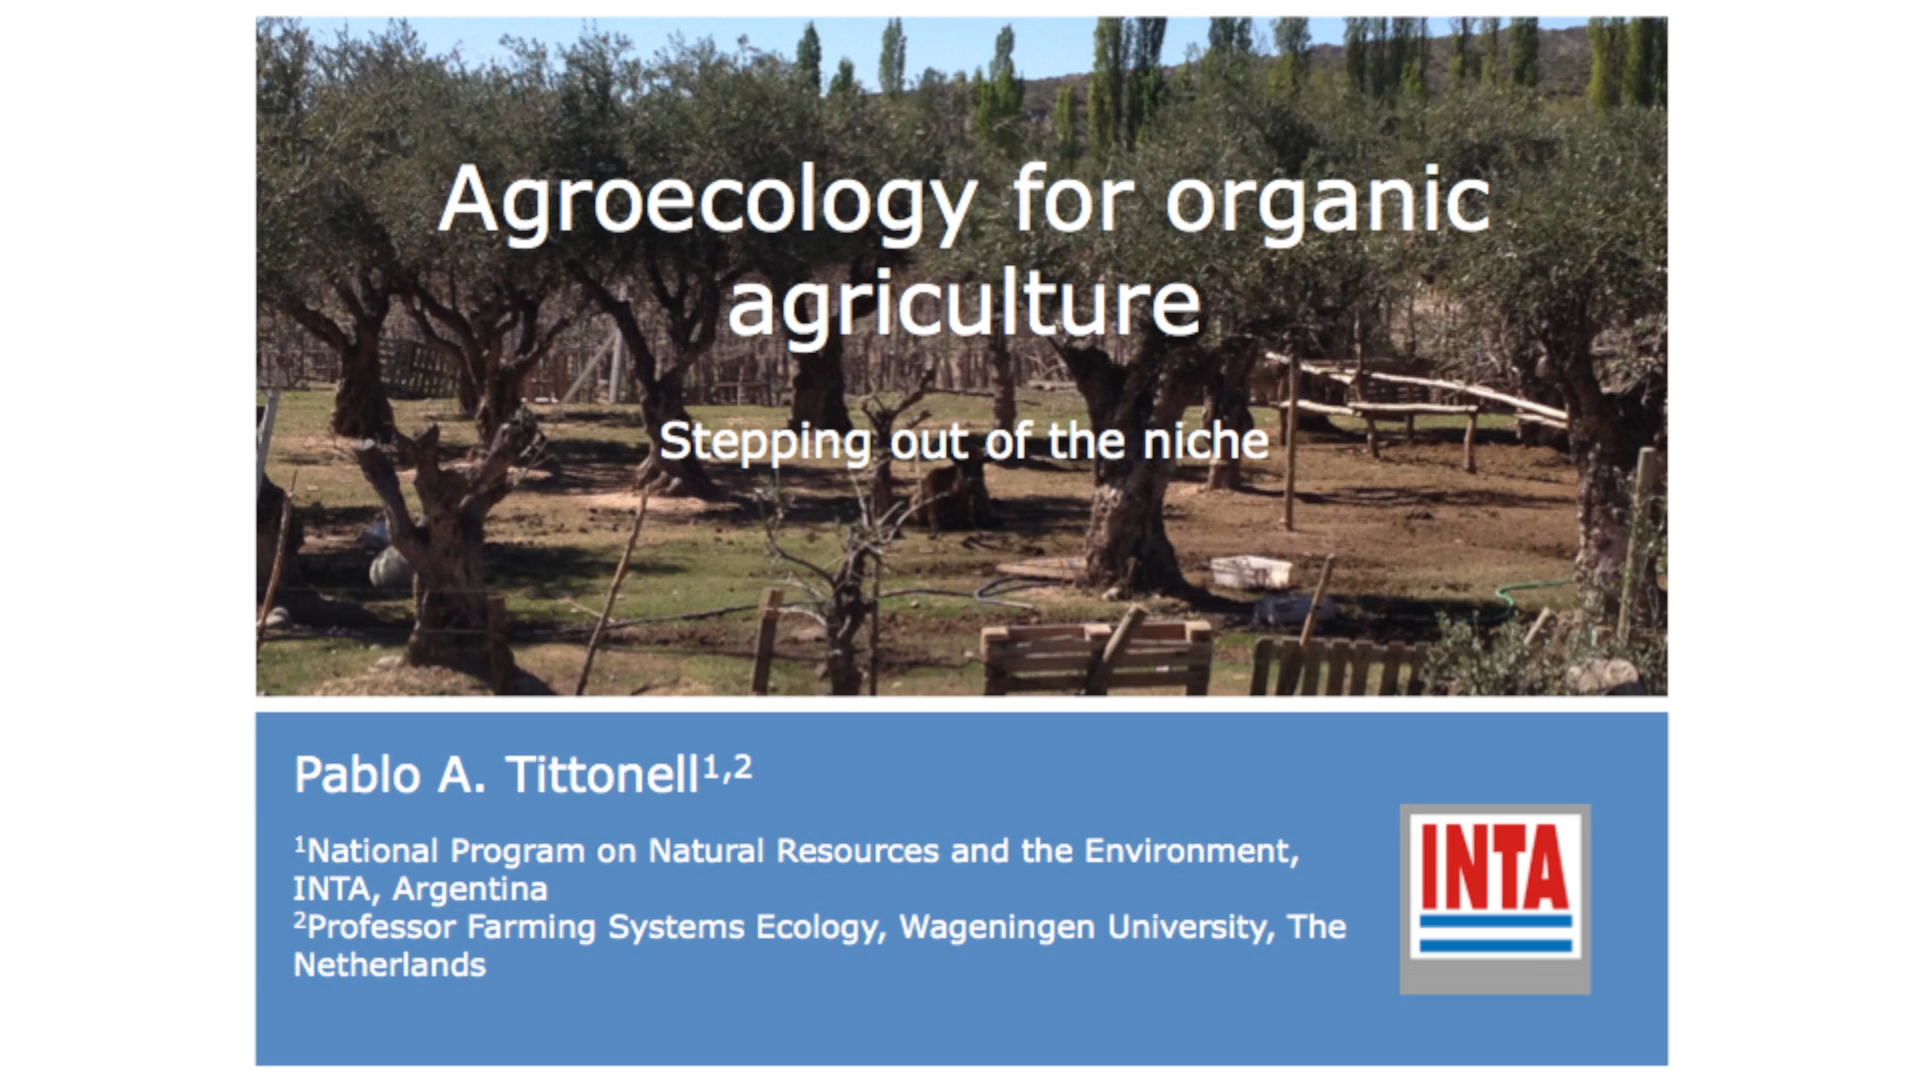 Agroecology for organic
agriculture
Stepping out of the niche
Pablo A. Tittonell1,2
1National Program on Natural Resources and the Environment,
INTA, Argentina
2Professor Farming Systems Ecology, Wageningen University, The
Netherlands
INTA